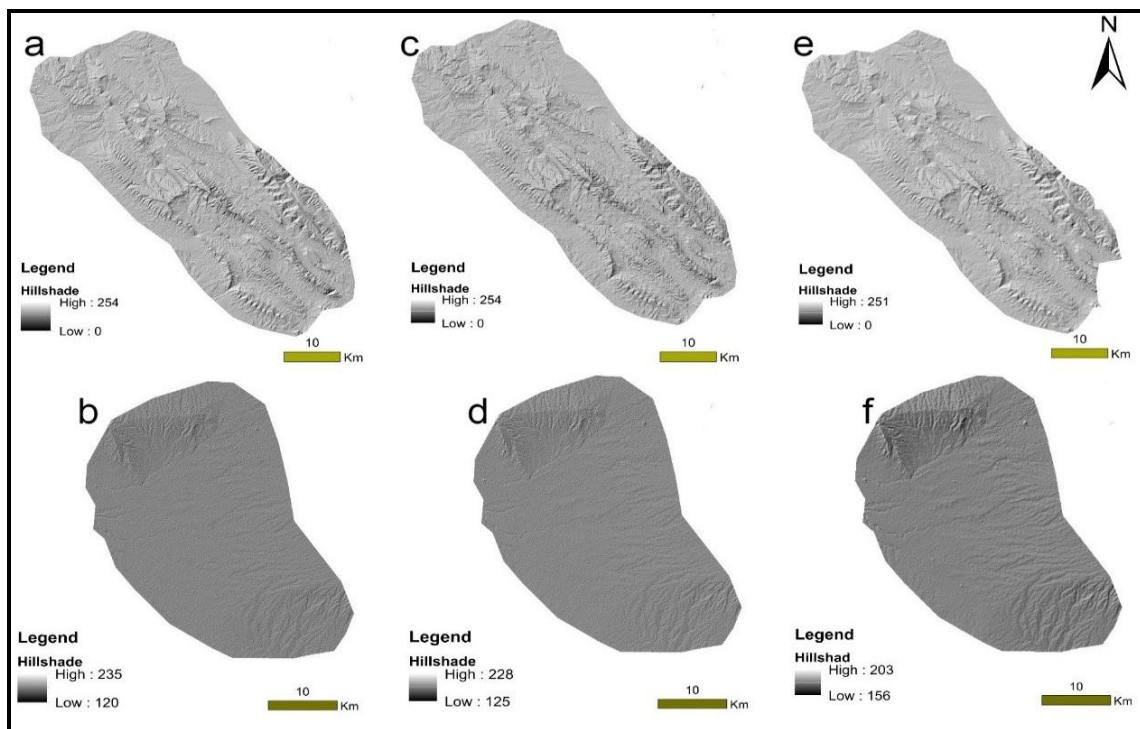 a
c
e
N
Legend
Hillshade
High : 254
Low : 0
10
Km
Legend
Hillshade
High : 254
Low : 0
10
Km
Legend
Hillshade
High : 251
Low : 0
10
Km
b
d
f
Legend
Hillshade
High : 235
Low : 120
10
Km
Legend
Hillshade
High : 228
Low : 125
10
Km
Legend
Hillshad
High : 203
Low : 156
10
Km